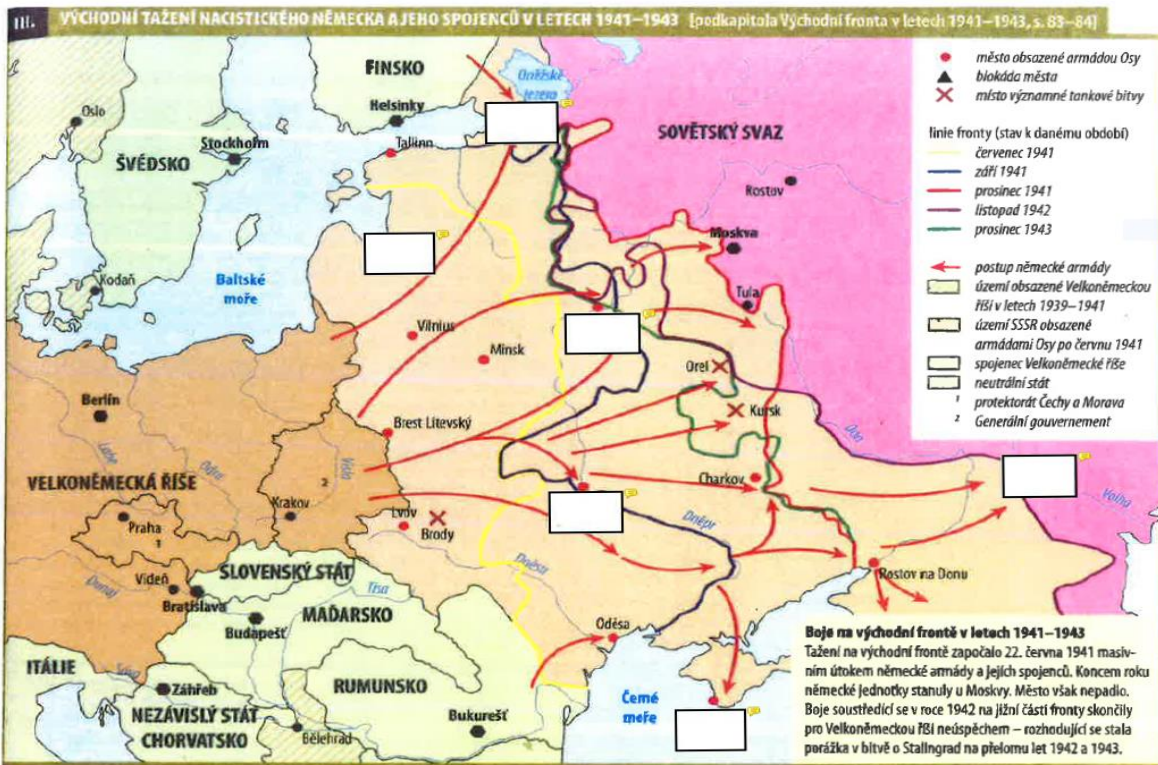 III. VÝCHODNÍ TAŽENÍ NACISTICKÉHO NĚMECKA A JEHO SPOJENCŮ V LETECH 1941–1943 [podkapitola Východní fronta v letech 1941–1943, s. 83–84]
město obsazené armádou Osy
blokáda města
místo významné tankové bitvy
linie fronty (stav k danému období)
červenec 1941
září 1941
prosinec 1941
listopad 1942
prosinec 1943
postup německé armády
území obsazené Velkoněmeckou
říší v letech 1939–1941
území SSSR obsazené
armádami Osy po červnu 1941
spojenec Velkoněmecké říše
neutrální stát
1 protektorát Čechy a Morava
2 Generální gouvernement
FINSKO
Oněžské
jezero
Oslo
Helsinky
Tallinn
Stockholm
ŠVÉDSKO
SOVĚTSKÝ SVAZ
Rostov
Moskva
Kodaň
Baltské
moře
Tula
Vilnius
Minsk
Orel
Kursk
Berlín
Brest Litevský
Labe
Odra
Visla
Don
VELKONĚMECKÁ ŘÍŠE
2
Charkov
Volha
Krakov
Praha
1
Lvov
Brody
Dněpr
Dněstr
SLOVENSKÝ STÁT
Vídeň
Dunaj
Tisa
Bratislava
Rostov na Donu
MAĎARSKO
Budapešť
Oděsa
ITÁLIE
Záhřeb
RUMUNSKO
NEZÁVISLÝ STÁT
CHORVATSKO
Bělehrad
Bukurešť
Černé
moře
Boje na východní frontě v letech 1941–1943
Tažení na východní frontě započalo 22. června 1941 masiv-
ním útokem německé armády a jejích spojenců. Koncem roku
německé jednotky stanuly u Moskvy. Město však nepadlo.
Boje soustředící se v roce 1942 na jižní části fronty skončily
pro Velkoněmeckou říši neúspěchem – rozhodující se stala
porážka v bitvě o Stalingrad na přelomu let 1942 a 1943.